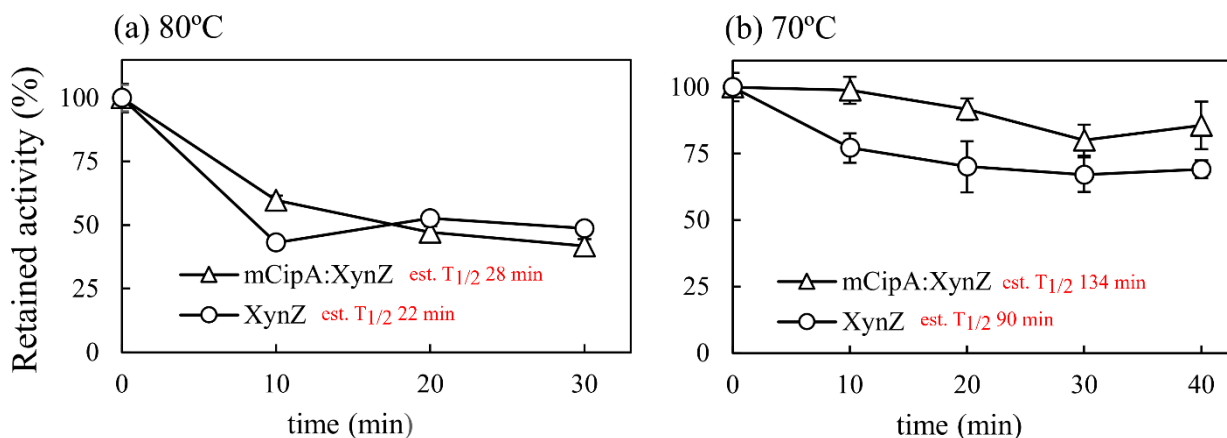 (a) 80ºC
Retained activity (%)
100
75
50
25
0
mCipA:XynZ est. T1/2 28 min
XynZ est. T1/2 22 min
0 10 20 30
time (min)
(b) 70ºC
100
75
50
25
0
mCipA:XynZ est. T1/2 134 min
XynZ est. T1/2 90 min
0 10 20 30 40
time (min)